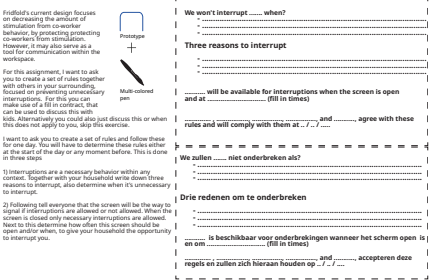 Fridfold's current design focuses
on decreasing the amount of
stimulation from co-worker
behavior, by protecting protecting
co-workers from stimulation.
However, it may also serve as a
tool for communication within the
workspace.
For this assignment, I want to ask
you to create a set of rules together
with others in your surrounding,
focused on preventing unnecessary
interruptions. For this you can
make use of a fill in contract, that
can be used to discuss this with
kids. Alternatively you could also just discuss this or when
this does not apply to you, skip this exercise.
I want to ask you to create a set of rules and follow these
for one day. You will have to determine these rules either
at the start of the day or any moment before. This is done
in three steps
1) Interruptions are a necessary behavior within any
context. Together with your household write down three
reasons to interrupt, also determine when it's unnecessary
to interrupt.
2) Following tell everyone that the screen will be the way to
signal if interruptions are allowed or not allowed. When the
screen is closed only necessary interruptions are allowed.
Next to this determine how often this screen should be
open and/or when, to give your household the opportunity
to interrupt you.
Prototype
+
Multi-colored
pen
We won't interrupt ....... when?
Three reasons to interrupt
.......... will be available for interruptions when the screen is open
and at .............................. (fill in times)
............., ................., ................., and .........., agree with these
rules and will comply with them at .. / .. / .....
We zullen ....... niet onderbreken als?
Drie redenen om te onderbreken
.......... is beschikbaar voor onderbrekingen wanneer het scherm open is
en om .............................. (fill in times)
............., ................., ................., and .........., accepteren deze
regels en zullen zich hieraan houden op .. / .. / ....